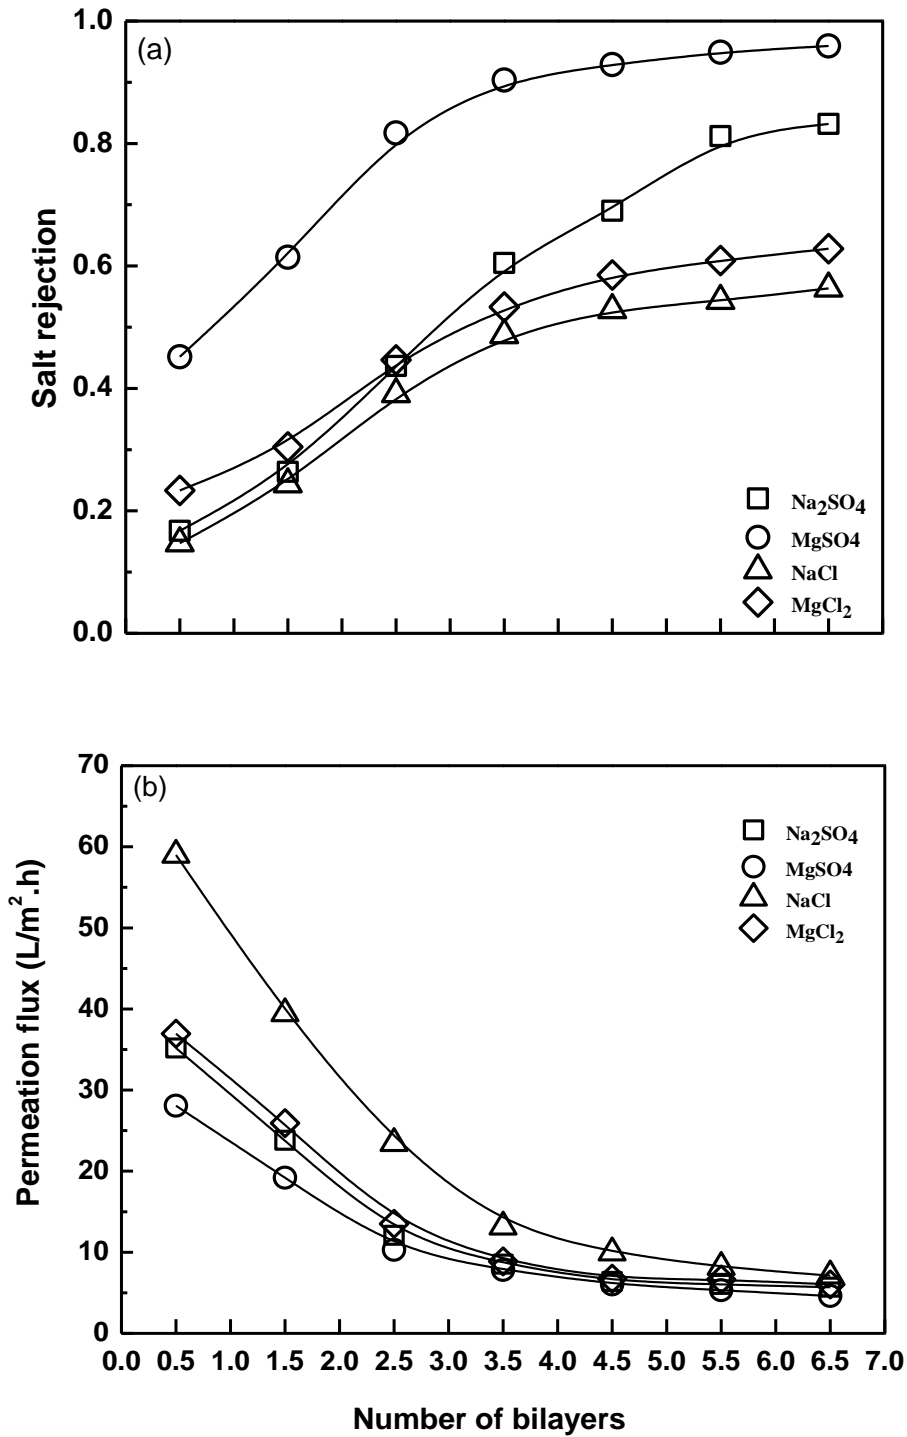 1.0
(a)
0.8
Salt rejection
0.6
0.4
0.2
0.0
Na₂SO₄
MgSO4
NaCl
MgCl₂
70
(b)
60
50
40
30
20
10
0
Permeation flux (L/m².h)
Na₂SO₄
MgSO4
NaCl
MgCl₂
0.0 0.5 1.0 1.5 2.0 2.5 3.0 3.5 4.0 4.5 5.0 5.5 6.0 6.5 7.0
Number of bilayers